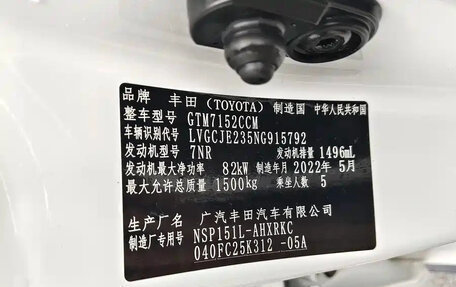 品牌 丰田（TOYOTA） 制造国 中华人民共和国
整车型号 GTM7152CCM
车辆识别代号 LVGCJE235NG915792
发动机型号 7NR 发动机排量 1496mL
发动机最大净功率 82kW 制造年月 2022年 5月
最大允许总质量 1500kg 乘坐人数 5
生产厂名 广汽丰田汽车有限公司
制造厂专用号 NSP151L-AHXRKC
040FC25K312 -05A